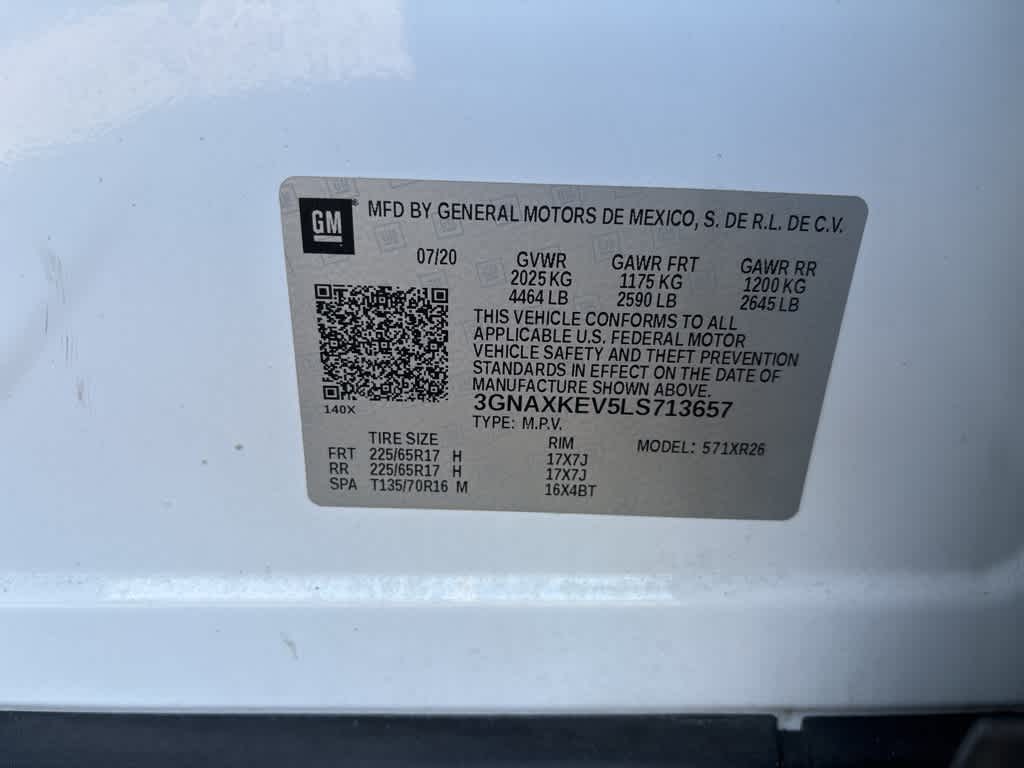 GM® MFD BY GENERAL MOTORS DE MEXICO, S. DE R.L. DE C.V.
07/20 GVWR GAWR FRT GAWR RR
2025 KG 1175 KG 1200 KG
4464 LB 2590 LB 2645 LB
THIS VEHICLE CONFORMS TO ALL
APPLICABLE U.S. FEDERAL MOTOR
VEHICLE SAFETY AND THEFT PREVENTION
STANDARDS IN EFFECT ON THE DATE OF
MANUFACTURE SHOWN ABOVE.
140X 3GNAXKEV5LS713657
TYPE: M.P.V.
TIRE SIZE RIM MODEL: 571XR26
FRT 225/65R17 H 17X7J
RR 225/65R17 H 17X7J
SPA T135/70R16 M 16X4BT